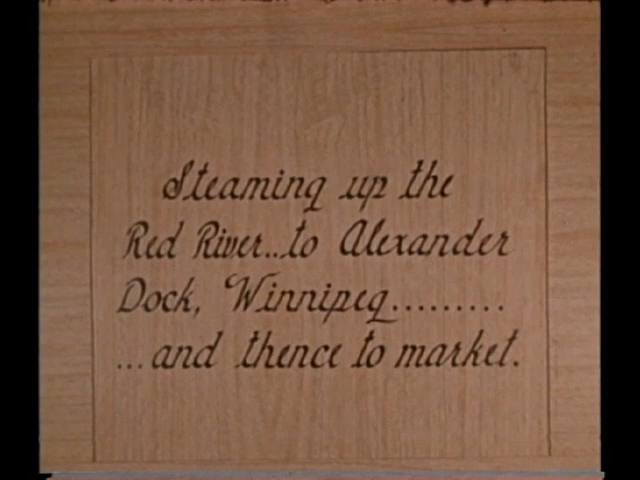 Steaming up the
Red River...to Alexander
Dock, Winnipeg.........
...and thence to market.